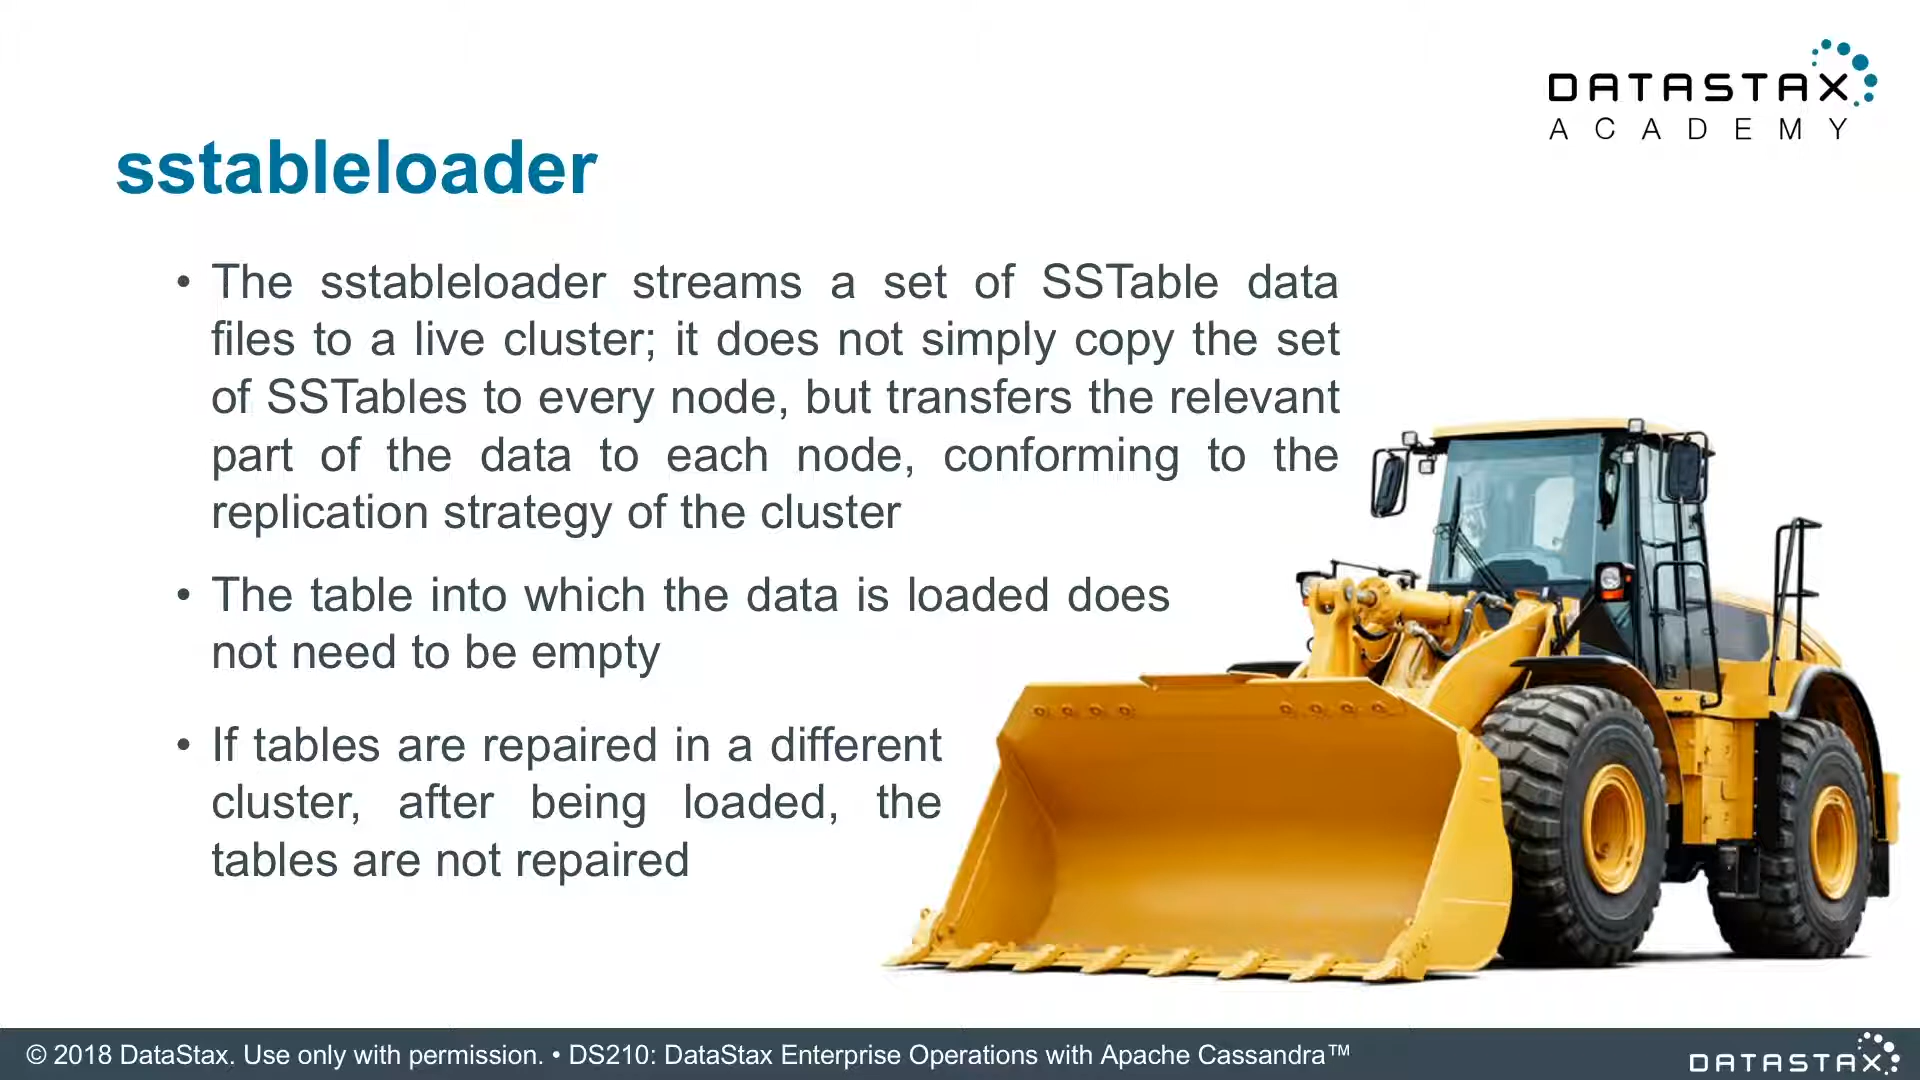 DATASTAX
ACADEMY
sstableloader
• The sstableloader streams a set of SSTable data
files to a live cluster; it does not simply copy the set
of SSTables to every node, but transfers the relevant
part of the data to each node, conforming to the
replication strategy of the cluster
• The table into which the data is loaded does
not need to be empty
• If tables are repaired in a different
cluster, after being loaded, the
tables are not repaired
© 2018 DataStax. Use only with permission. • DS210: DataStax Enterprise Operations with Apache Cassandra™
DATASTAX